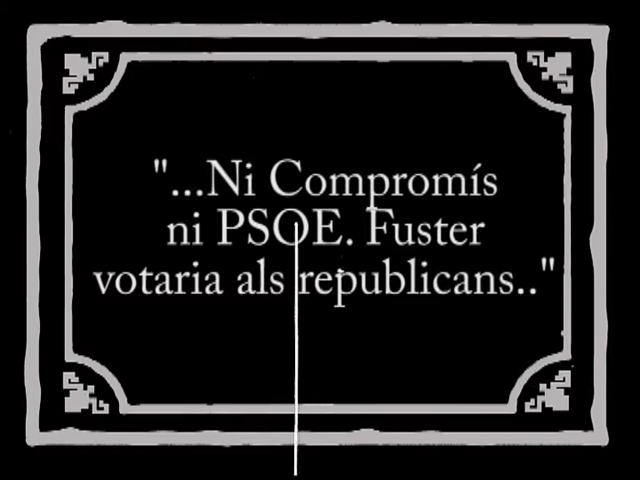 "...Ni Compromís
ni PSOE. Fuster
votaria als republicans.."